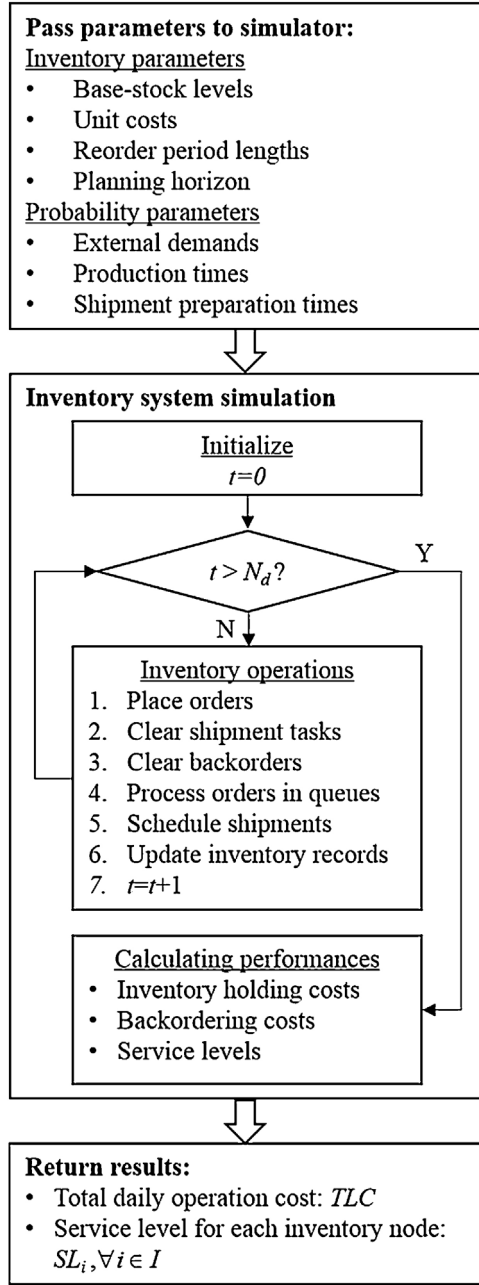 Pass parameters to simulator:
Inventory parameters
• Base-stock levels
• Unit costs
• Reorder period lengths
• Planning horizon
Probability parameters
• External demands
• Production times
• Shipment preparation times
Inventory system simulation
Initialize
t=0
t > N_d?
Y
N
Inventory operations
1. Place orders
2. Clear shipment tasks
3. Clear backorders
4. Process orders in queues
5. Schedule shipments
6. Update inventory records
7. t=t+1
Calculating performances
• Inventory holding costs
• Backordering costs
• Service levels
Return results:
• Total daily operation cost: TLC
• Service level for each inventory node:
SL_i, ∀i ∈ I